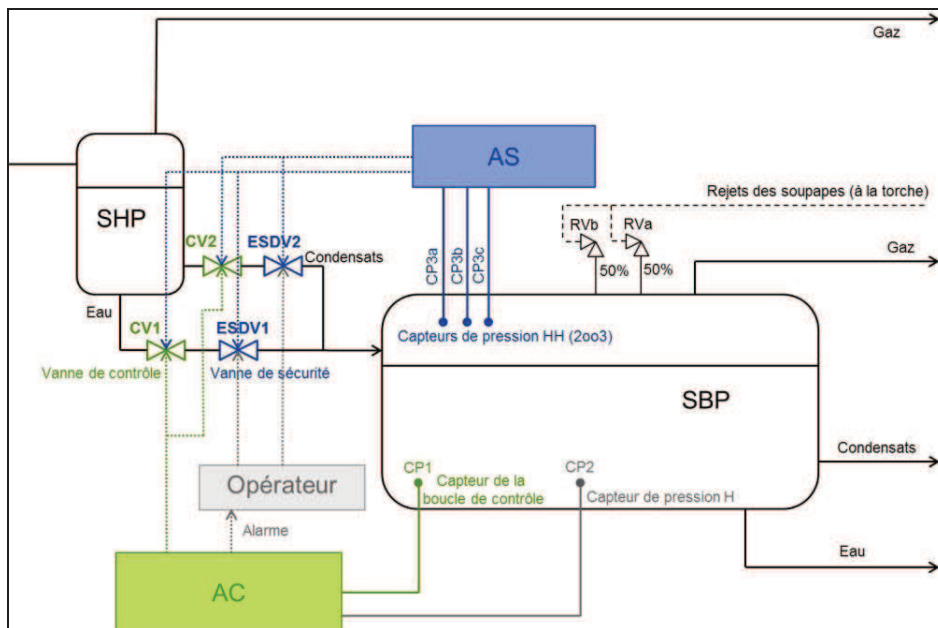 Gaz
AS
Rejets des soupapes (à la torche)
SHP
RVb
RVa
CV2
ESDV2
CP3a
CP3b
CP3c
Gaz
Condensats
50%
50%
Eau
CV1
ESDV1
Capteurs de pression HH (2oo3)
Vanne de contrôle
Vanne de sécurité
SBP
Condensats
CP1
CP2
Opérateur
Capteur de la
boucle de contrôle
Capteur de pression H
Alarme
Eau
AC